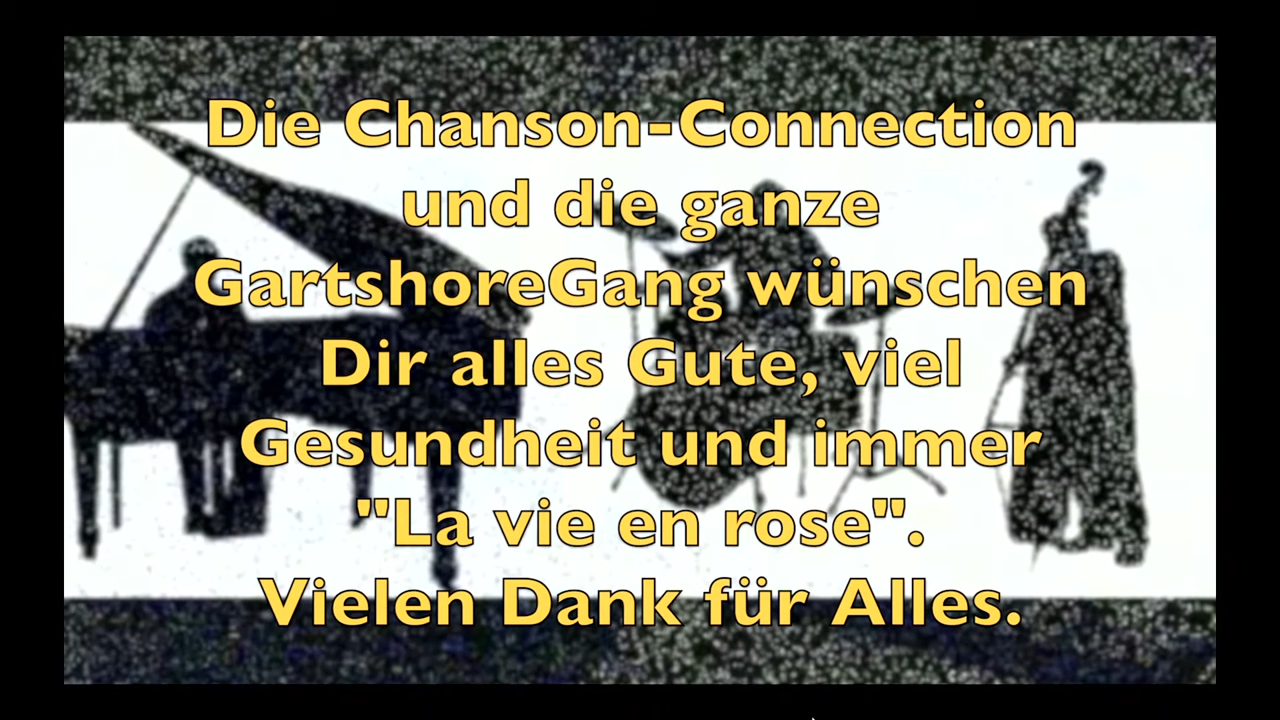 Die Chanson-Connection
und die ganze
GartshoreGang wünschen
Dir alles Gute, viel
Gesundheit und immer
"La vie en rose".
Vielen Dank für Alles.